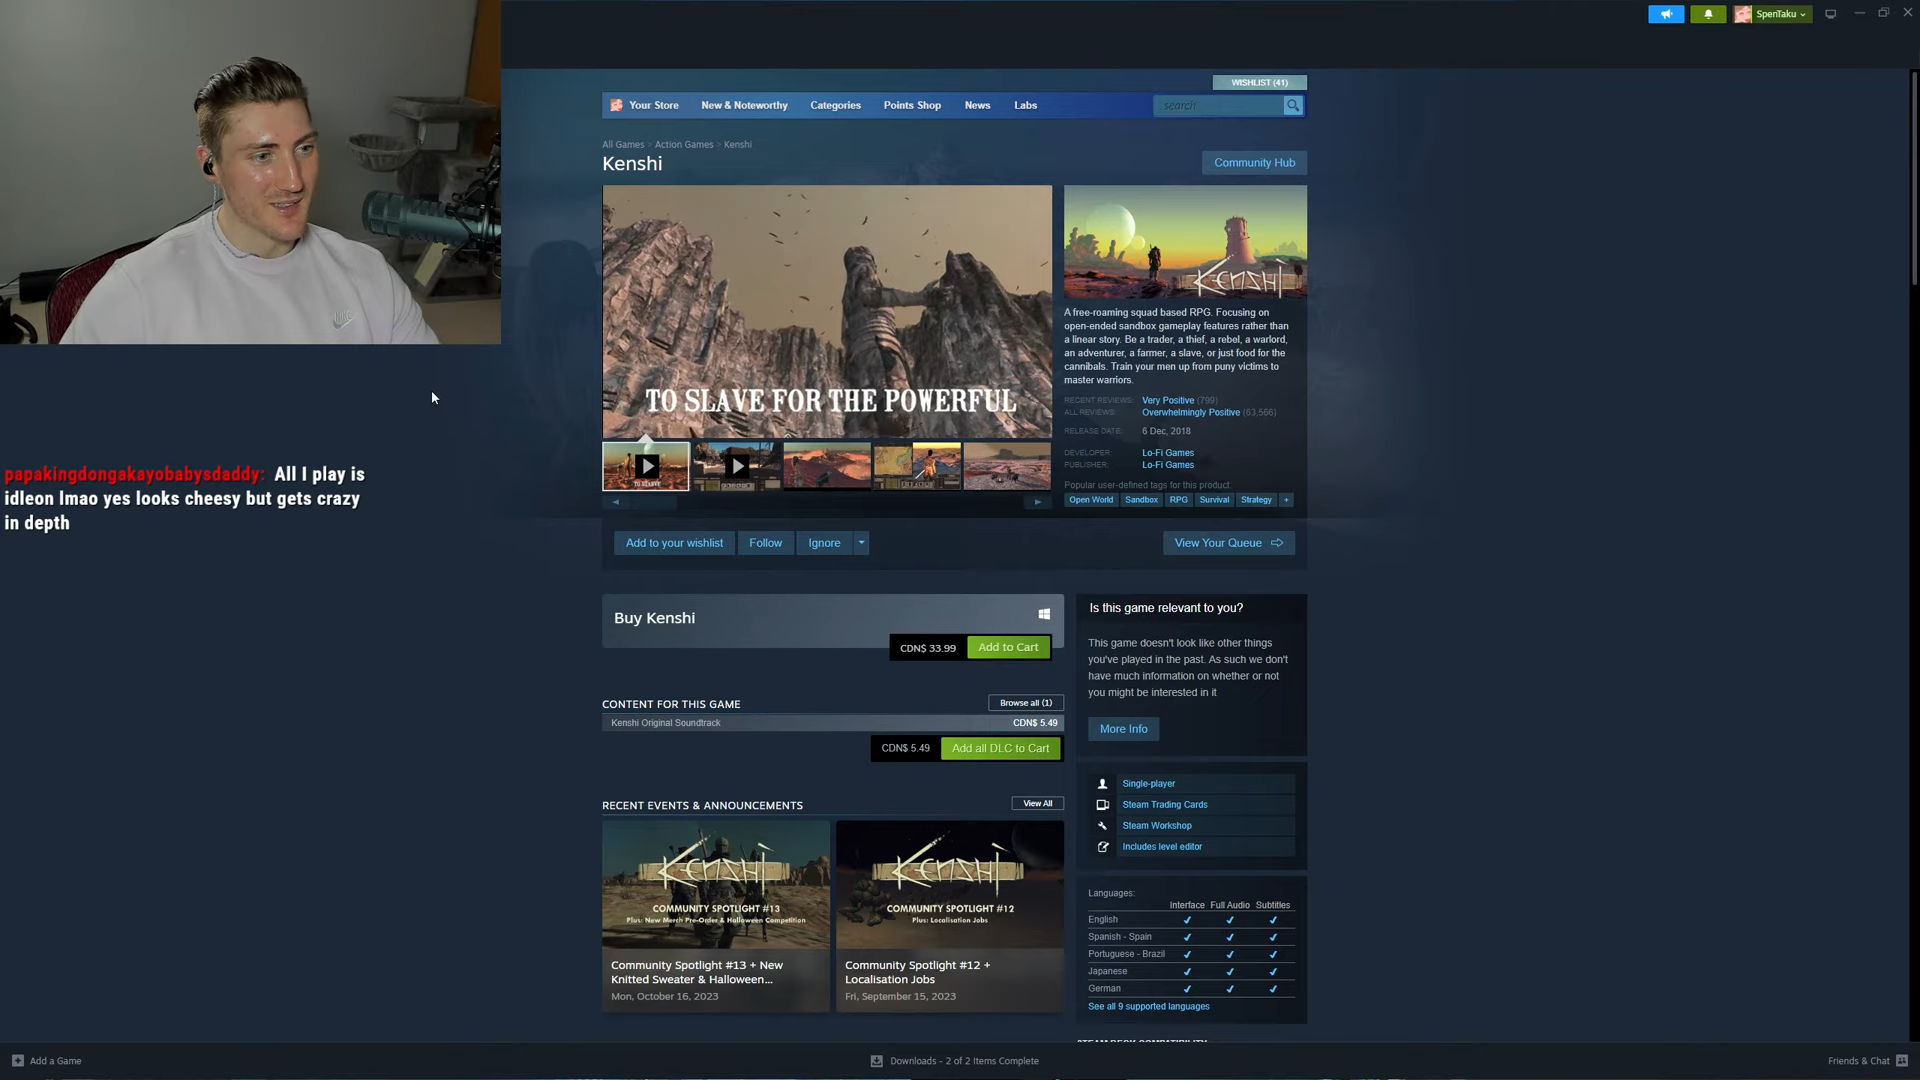 SpenTaku
WISHLIST (41)
Your Store
New & Noteworthy
Categories
Points Shop
News
Labs
search
All Games > Action Games > Kenshi
Kenshi
Community Hub
TO SLAVE FOR THE POWERFUL
KENSHI
A free-roaming squad based RPG. Focusing on
open-ended sandbox gameplay features rather than
a linear story. Be a trader, a thief, a rebel, a warlord,
an adventurer, a farmer, a slave, or just food for the
cannibals. Train your men up from puny victims to
master warriors.
RECENT REVIEWS: Very Positive (799)
ALL REVIEWS: Overwhelmingly Positive (63,566)
RELEASE DATE: 6 Dec, 2018
DEVELOPER: Lo-Fi Games
PUBLISHER: Lo-Fi Games
Popular user-defined tags for this product:
Open World Sandbox RPG Survival Strategy +
papakingdongakayobabysdaddy: All I play is
idleon lmao yes looks cheesy but gets crazy
in depth
Add to your wishlist
Follow
Ignore
View Your Queue
Buy Kenshi
CDN$ 33.99
Add to Cart
CONTENT FOR THIS GAME
Browse all (1)
Kenshi Original Soundtrack CDN$ 5.49
CDN$ 5.49
Add all DLC to Cart
RECENT EVENTS & ANNOUNCEMENTS
View All
KENSHI
COMMUNITY SPOTLIGHT #13
Plus: New Merch Pre-Order & Halloween Competition
Community Spotlight #13 + New
Knitted Sweater & Halloween...
Mon, October 16, 2023
KENSHI
COMMUNITY SPOTLIGHT #12
Plus: Localisation Jobs
Community Spotlight #12 +
Localisation Jobs
Fri, September 15, 2023
Is this game relevant to you?
This game doesn't look like other things
you've played in the past. As such we don't
have much information on whether or not
you might be interested in it
More Info
Single-player
Steam Trading Cards
Steam Workshop
Includes level editor
Languages:
Interface Full Audio Subtitles
English ✔ ✔ ✔
Spanish - Spain ✔ ✔ ✔
Portuguese - Brazil ✔ ✔ ✔
Japanese ✔ ✔ ✔
German ✔ ✔ ✔
See all 9 supported languages
Add a Game
Downloads - 2 of 2 Items Complete
Friends & Chat